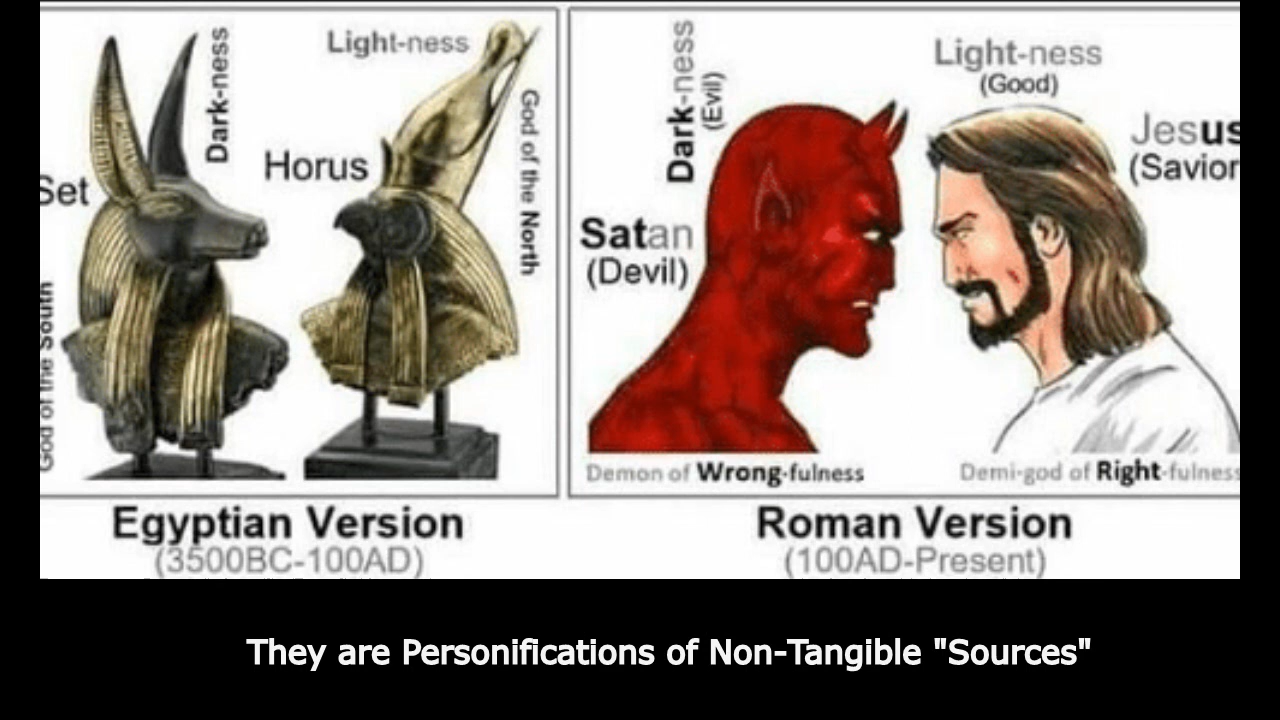 Set
Dark-ness
Light-ness
Horus
God of the South
God of the North
Egyptian Version
(3500BC-100AD)
Dark-ness
(Evil)
Light-ness
(Good)
Satan
(Devil)
Jesus
(Savior
Demon of Wrong-fulness
Demi-god of Right-fulness
Roman Version
(100AD-Present)
They are Personifications of Non-Tangible "Sources"